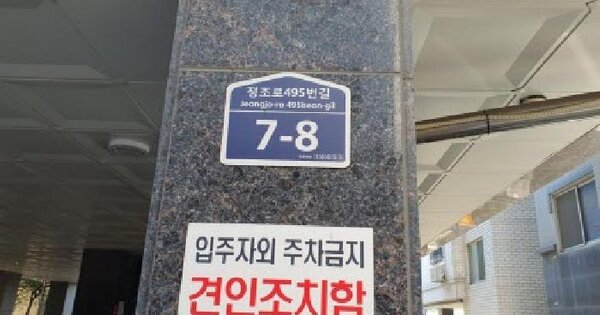 정조로495번길
Jeongjo-ro 495beon-gil
7-8
입주자외 주차금지
견인조치함